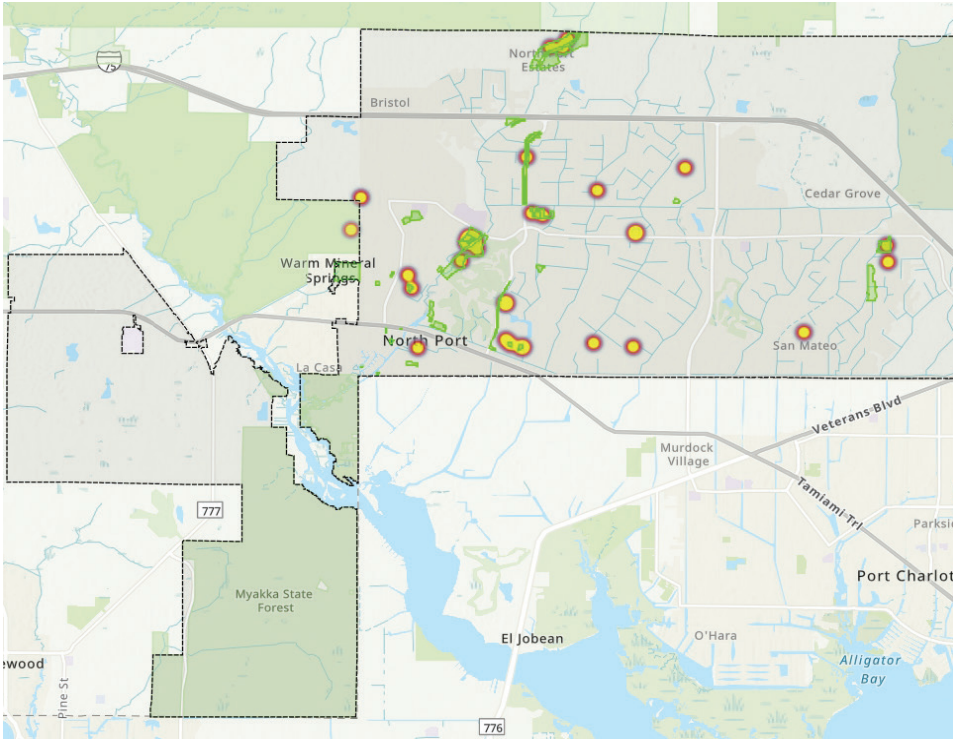 North Port
Estates
75
Bristol
Cedar Grove
Warm Mineral
Springs
North Port
San Mateo
La Casa
Veterans Blvd
Murdock
Village
Tamiami Trl
777
Parksid
Port Charlot
Myakka State
Forest
El Jobean
O'Hara
ewood
Pine St
Alligator
Bay
776